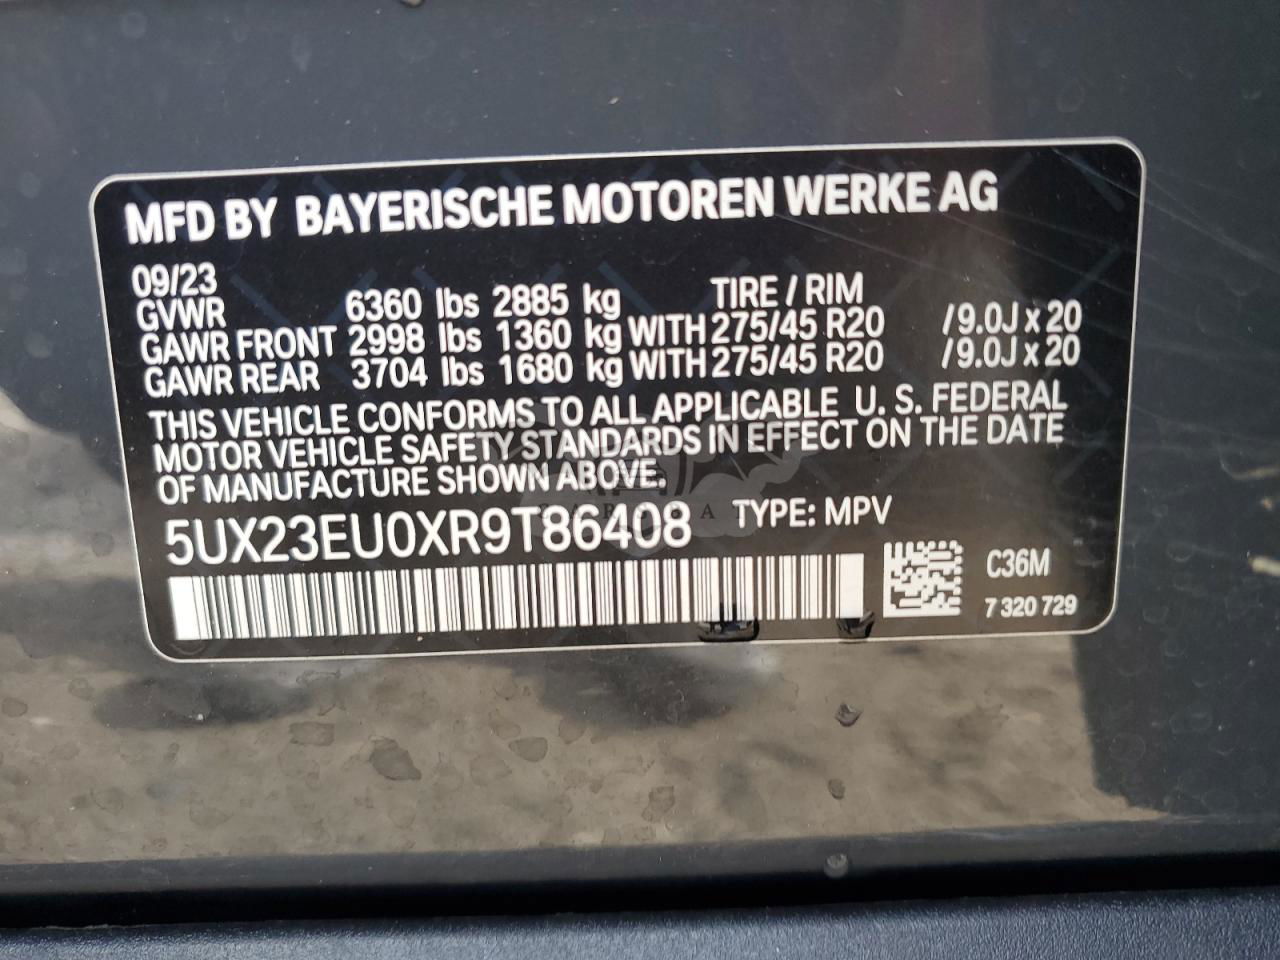 MFD BY BAYERISCHE MOTOREN WERKE AG
09/23
GVWR 6360 lbs 2885 kg TIRE / RIM
GAWR FRONT 2998 lbs 1360 kg WITH 275/45 R20 /9.0J x 20
GAWR REAR 3704 lbs 1680 kg WITH 275/45 R20 /9.0J x 20
THIS VEHICLE CONFORMS TO ALL APPLICABLE U. S. FEDERAL
MOTOR VEHICLE SAFETY STANDARDS IN EFFECT ON THE DATE
OF MANUFACTURE SHOWN ABOVE.
5UX23EU0XR9T86408 TYPE: MPV
C36M
7 320 729